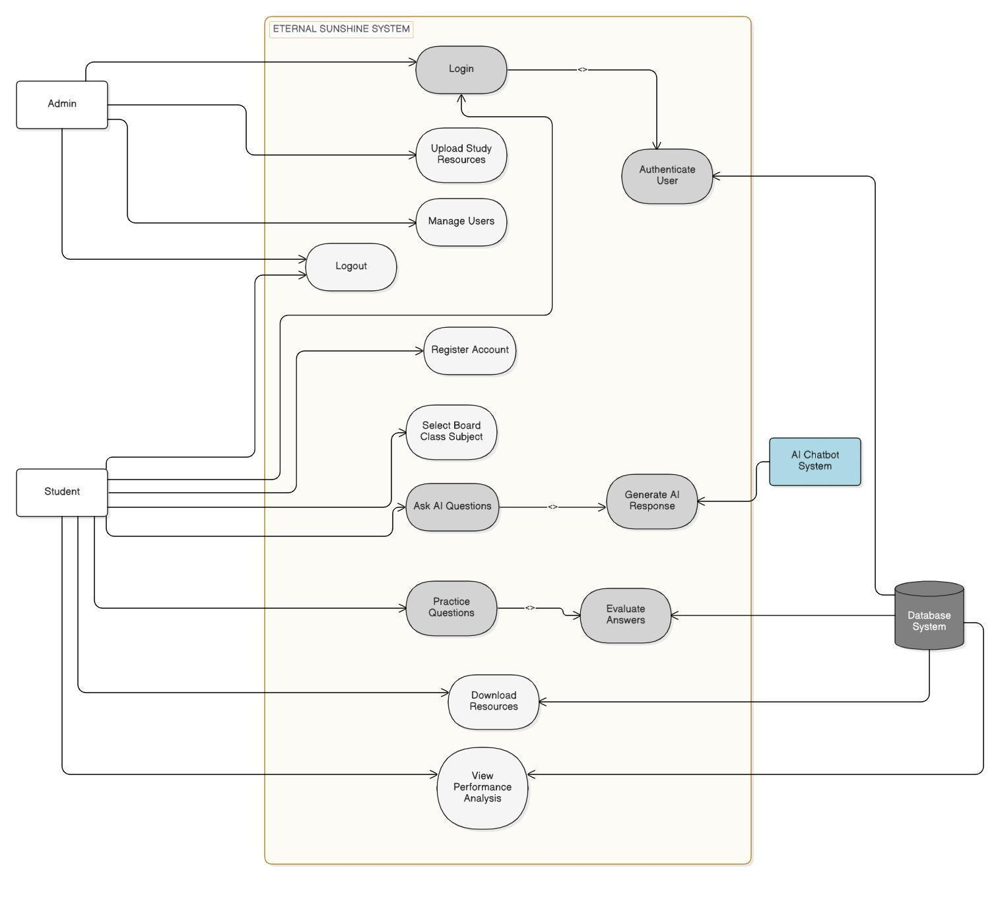 ETERNAL SUNSHINE SYSTEM
Login
<>
Admin
Upload Study
Resources
Authenticate
User
Manage Users
Logout
Register Account
Select Board
Class Subject
AI Chatbot
System
Student
Ask AI Questions
<>
Generate AI
Response
Practice
Questions
<>
Evaluate
Answers
Database
System
Download
Resources
View
Performance
Analysis